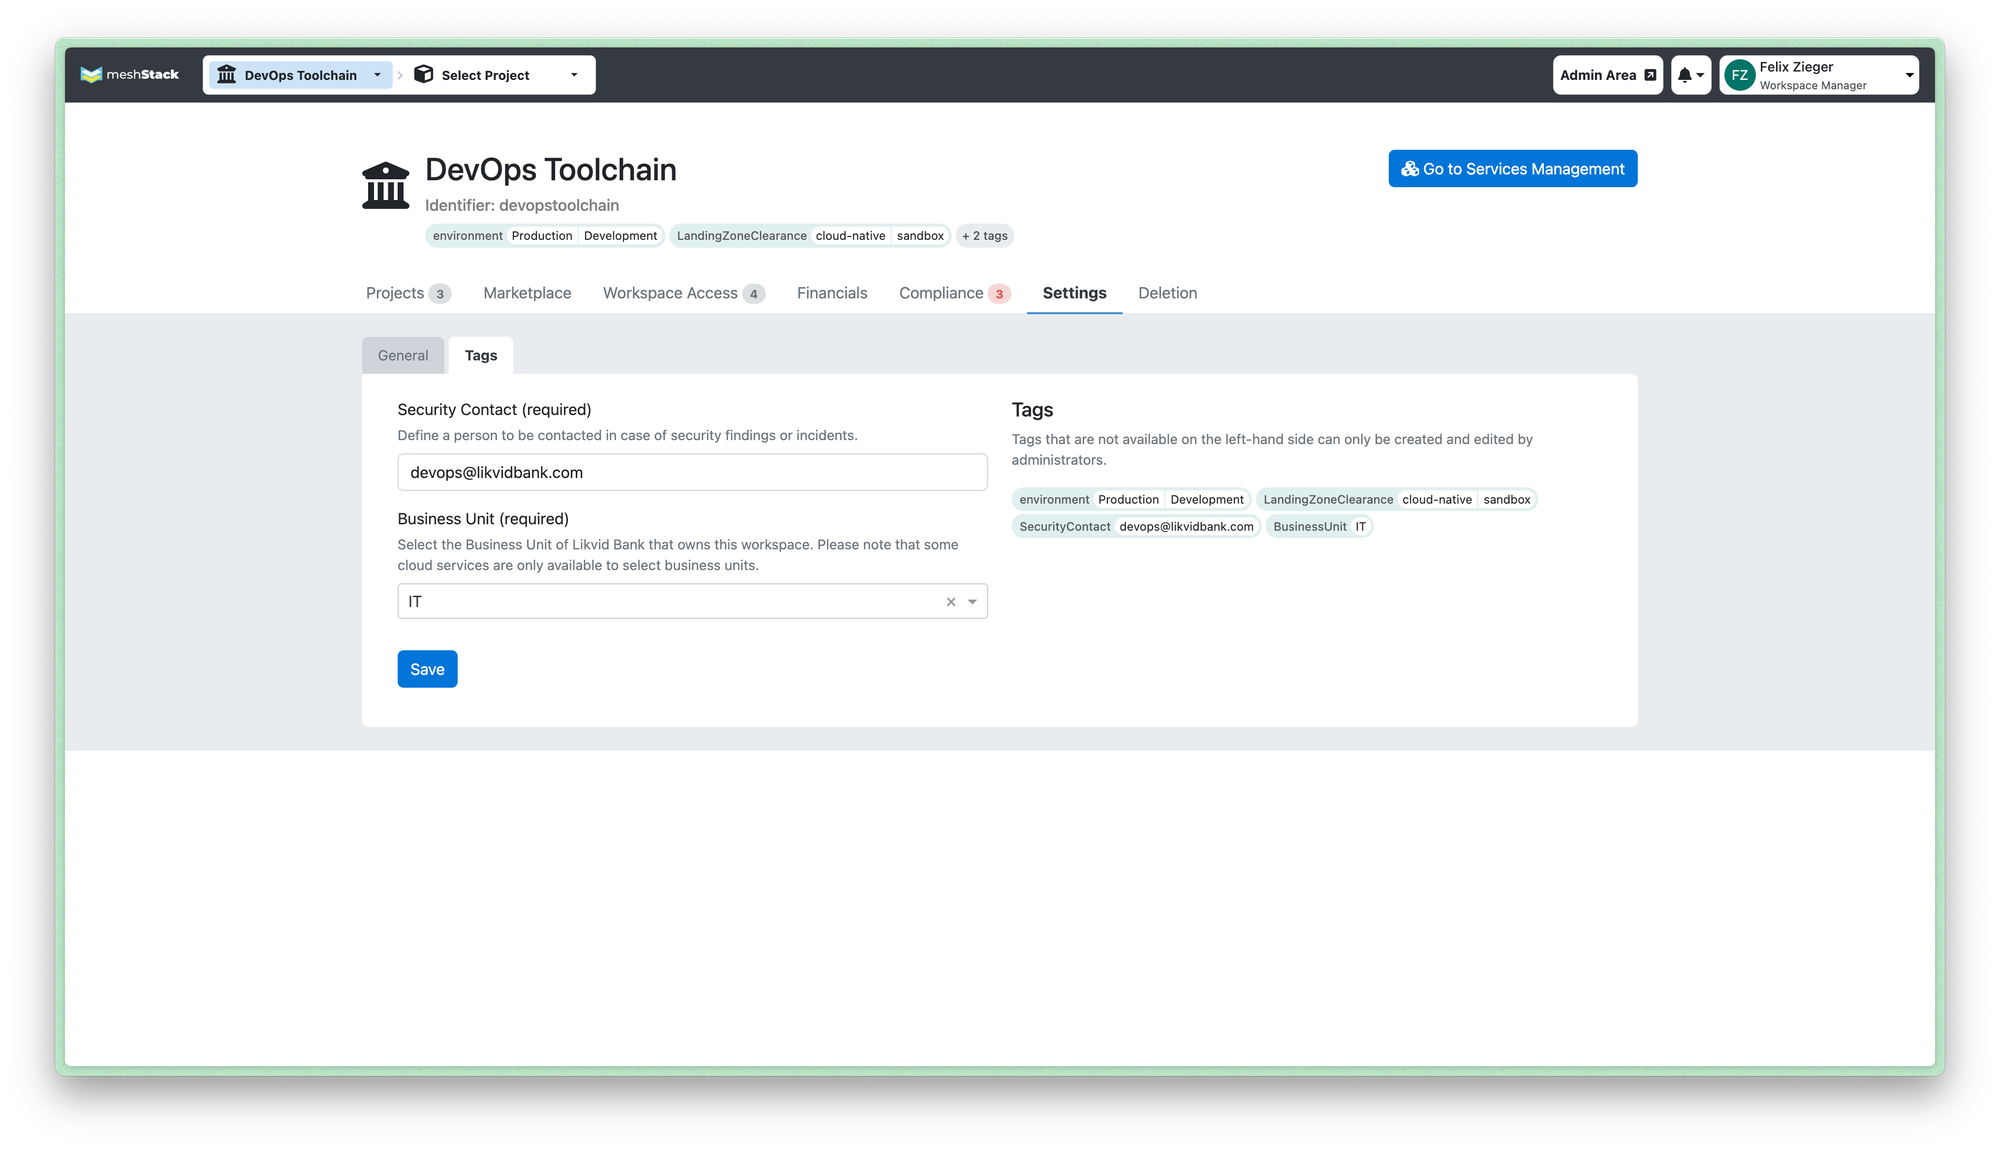 meshStack DevOps Toolchain Select Project Admin Area FZ Felix Zieger
Workspace Manager
DevOps Toolchain Go to Services Management
Identifier: devopstoolchain
environment Production Development LandingZoneClearance cloud-native sandbox + 2 tags
Projects 3 Marketplace Workspace Access 4 Financials Compliance 3 Settings Deletion
General Tags
Security Contact (required)
Define a person to be contacted in case of security findings or incidents.
devops@likvidbank.com
Business Unit (required)
Select the Business Unit of Likvid Bank that owns this workspace. Please note that some
cloud services are only available to select business units.
IT
Save
Tags
Tags that are not available on the left-hand side can only be created and edited by
administrators.
environment Production Development LandingZoneClearance cloud-native sandbox
SecurityContact devops@likvidbank.com BusinessUnit IT